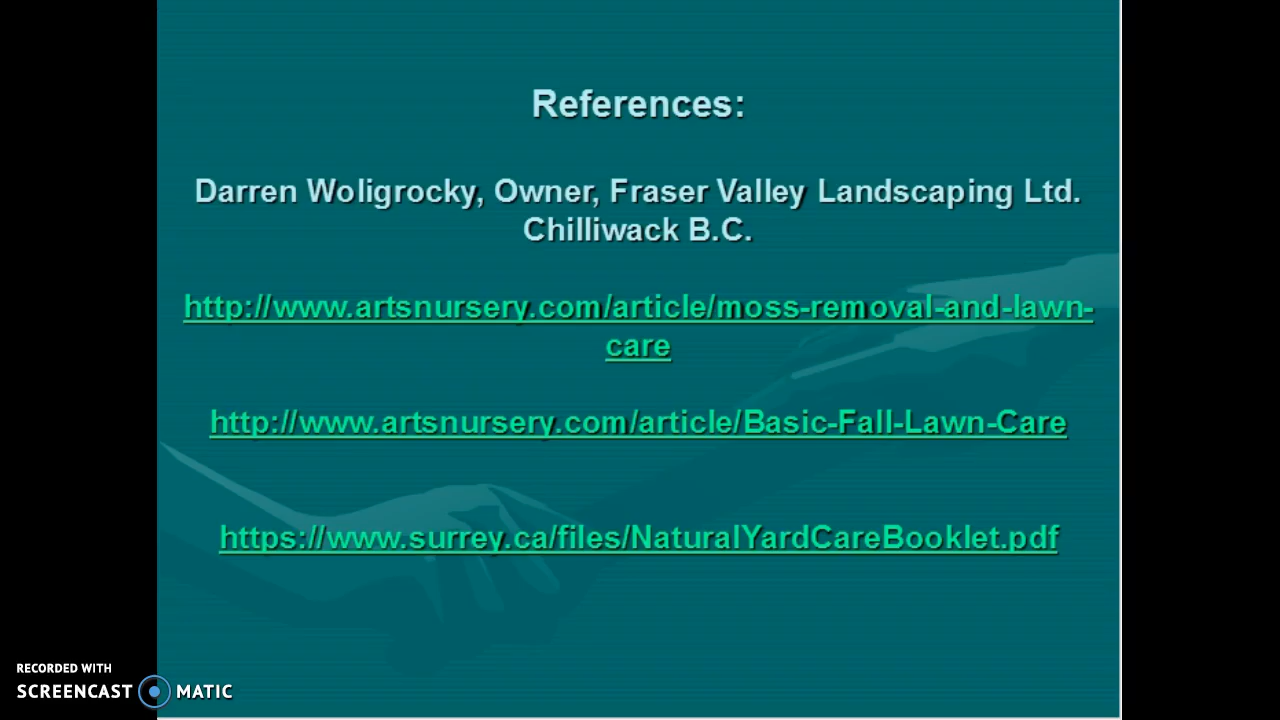 References:
Darren Woligrocky, Owner, Fraser Valley Landscaping Ltd.
Chilliwack B.C.
http://www.artsnursery.com/article/moss-removal-and-lawn-
care
http://www.artsnursery.com/article/Basic-Fall-Lawn-Care
https://www.surrey.ca/files/NaturalYardCareBooklet.pdf
RECORDED WITH
SCREENCAST MATIC